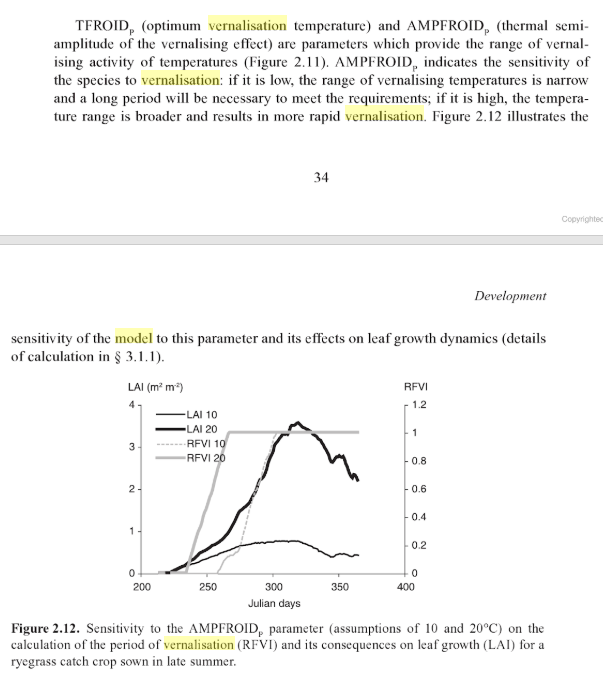 TFROIDₚ (optimum vernalisation temperature) and AMPFROIDₚ (thermal semi-
amplitude of the vernalising effect) are parameters which provide the range of vernal-
ising activity of temperatures (Figure 2.11). AMPFROIDₚ indicates the sensitivity of
the species to vernalisation: if it is low, the range of vernalising temperatures is narrow
and a long period will be necessary to meet the requirements; if it is high, the tempera-
ture range is broader and results in more rapid vernalisation. Figure 2.12 illustrates the
34
Copyrighted
Development
sensitivity of the model to this parameter and its effects on leaf growth dynamics (details
of calculation in § 3.1.1).
LAI (m² m⁻²)
RFVI
4
3
2
1
0
LAI 10
LAI 20
RFVI 10
RFVI 20
1.2
1
0.8
0.6
0.4
0.2
0
200 250 300 350 400
Julian days
Figure 2.12. Sensitivity to the AMPFROIDₚ parameter (assumptions of 10 and 20°C) on the
calculation of the period of vernalisation (RFVI) and its consequences on leaf growth (LAI) for a
ryegrass catch crop sown in late summer.